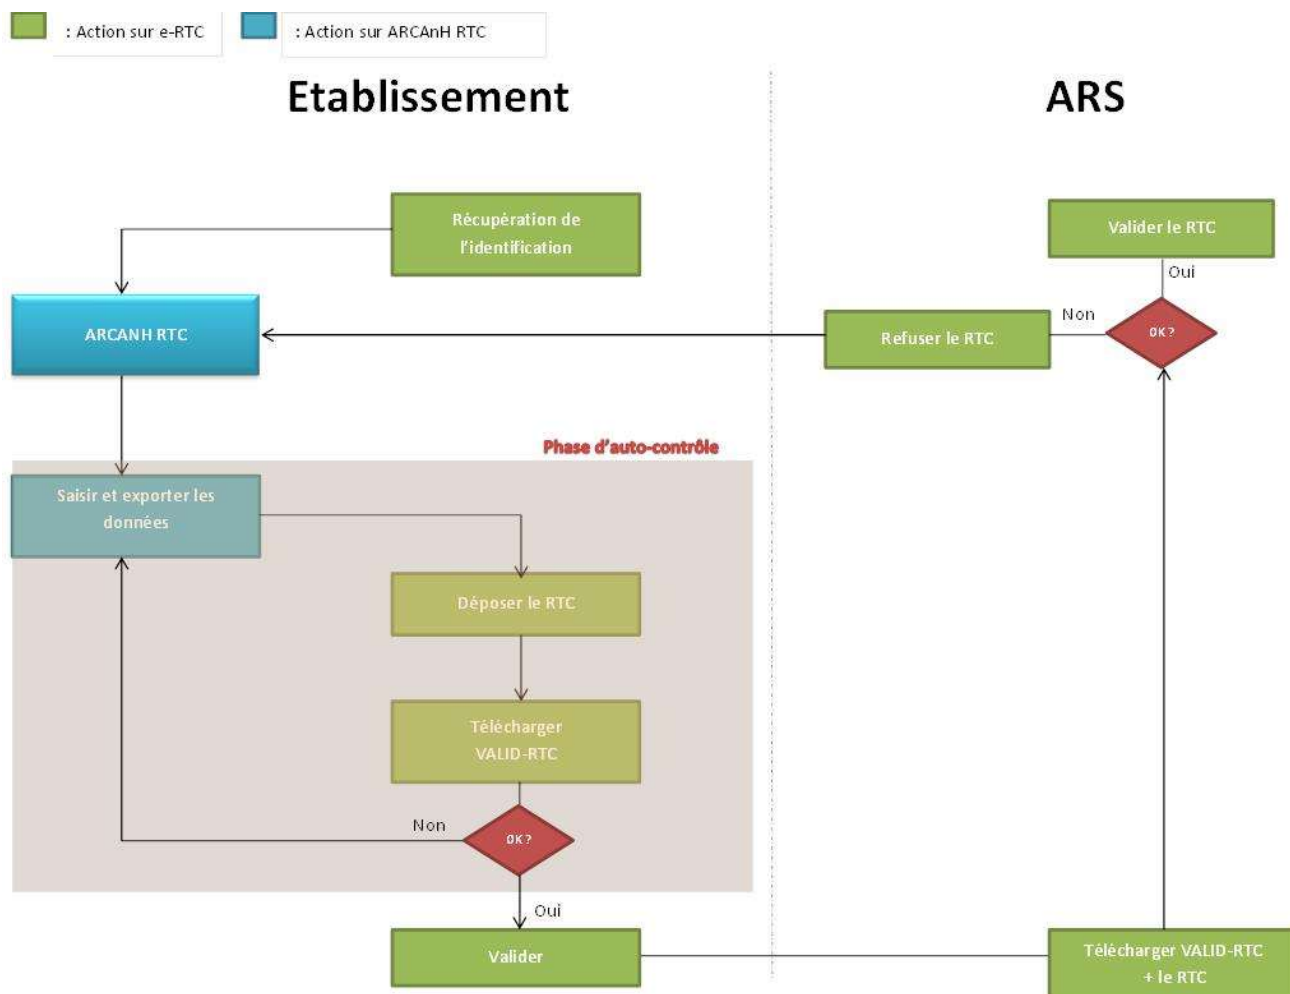 : Action sur e-RTC
: Action sur ARCAnH RTC
Etablissement
ARS
Récupération de
l'identification
Valider le RTC
Oui
ARCANH RTC
Refuser le RTC
Non
OK ?
Phase d'auto-contrôle
Saisir et exporter les
données
Déposer le RTC
Télécharger
VALID-RTC
Non
OK ?
Oui
Valider
Télécharger VALID-RTC
+ le RTC